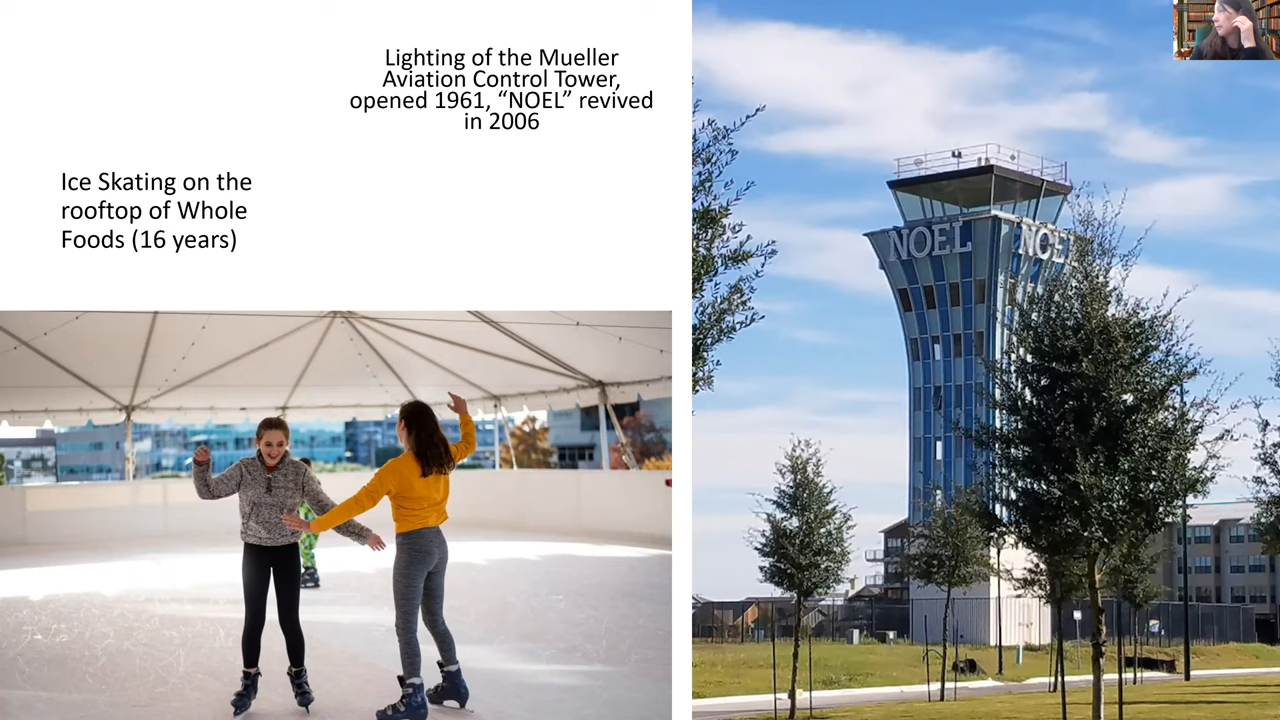 Lighting of the Mueller
Aviation Control Tower,
opened 1961, “NOEL” revived
in 2006
Ice Skating on the
rooftop of Whole
Foods (16 years)
NOEL